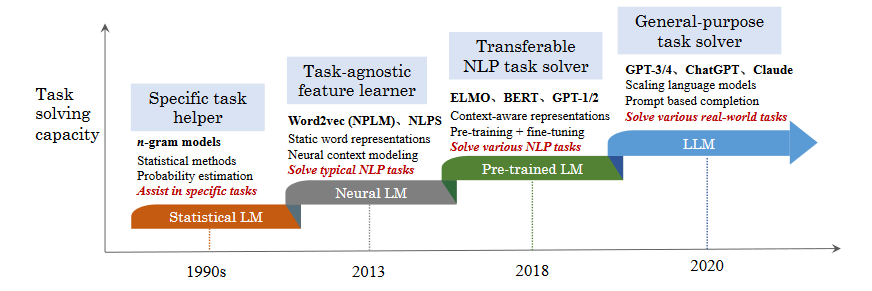 Task
solving
capacity
Specific task
helper
n-gram models
Statistical methods
Probability estimation
Assist in specific tasks
Statistical LM
1990s
Task-agnostic
feature learner
Word2vec (NPLM)、NLPS
Static word representations
Neural context modeling
Solve typical NLP tasks
Neural LM
2013
Transferable
NLP task solver
ELMO、BERT、GPT-1/2
Context-aware representations
Pre-training + fine-tuning
Solve various NLP tasks
Pre-trained LM
2018
General-purpose
task solver
GPT-3/4、ChatGPT、Claude
Scaling language models
Prompt based completion
Solve various real-world tasks
LLM
2020